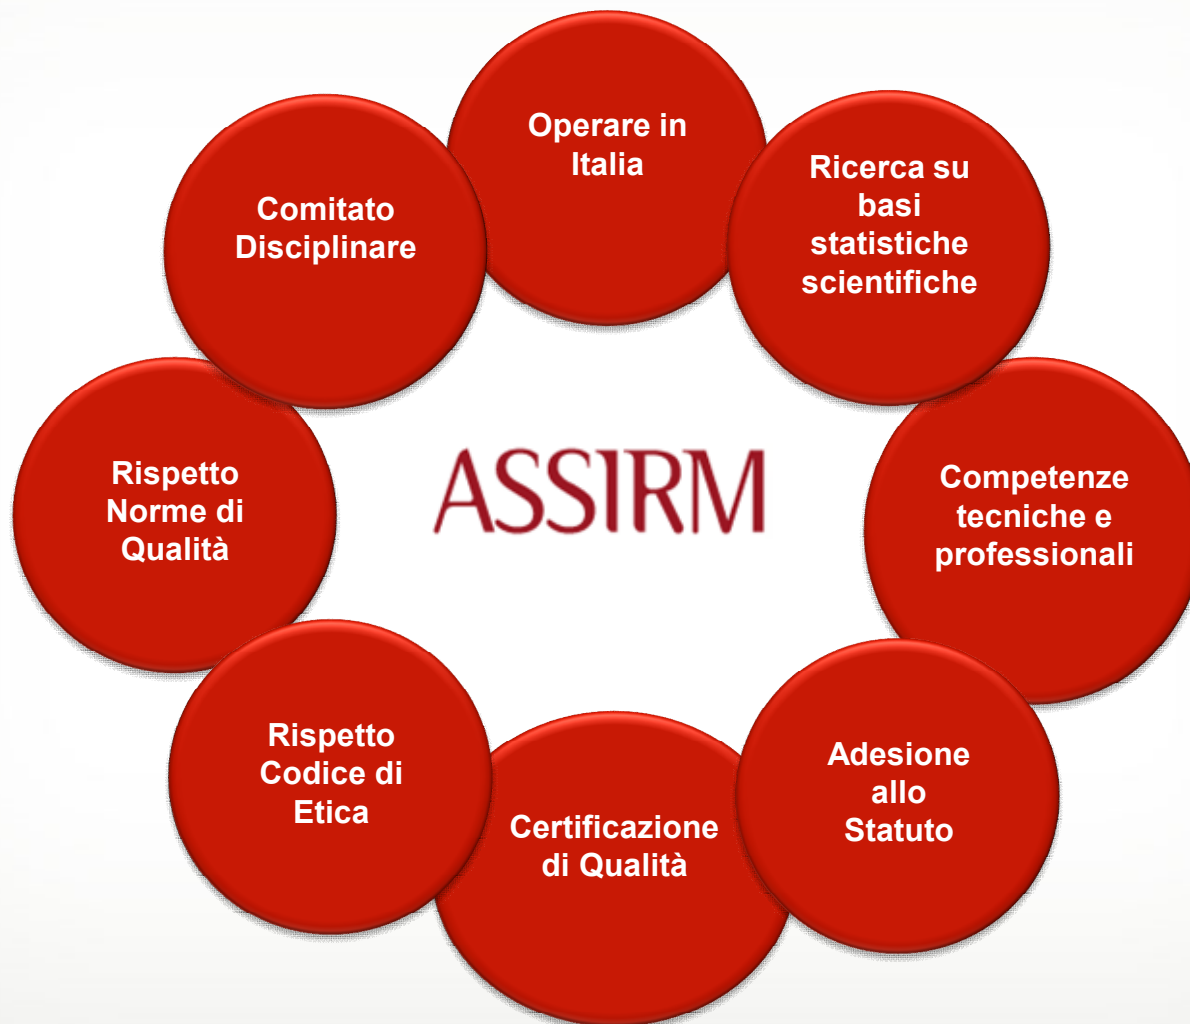 Operare in
Italia
Ricerca su
basi
statistiche
scientifiche
Competenze
tecniche e
professionali
Adesione
allo
Statuto
Certificazione
di Qualità
Rispetto
Codice di
Etica
Rispetto
Norme di
Qualità
Comitato
Disciplinare
ASSIRM